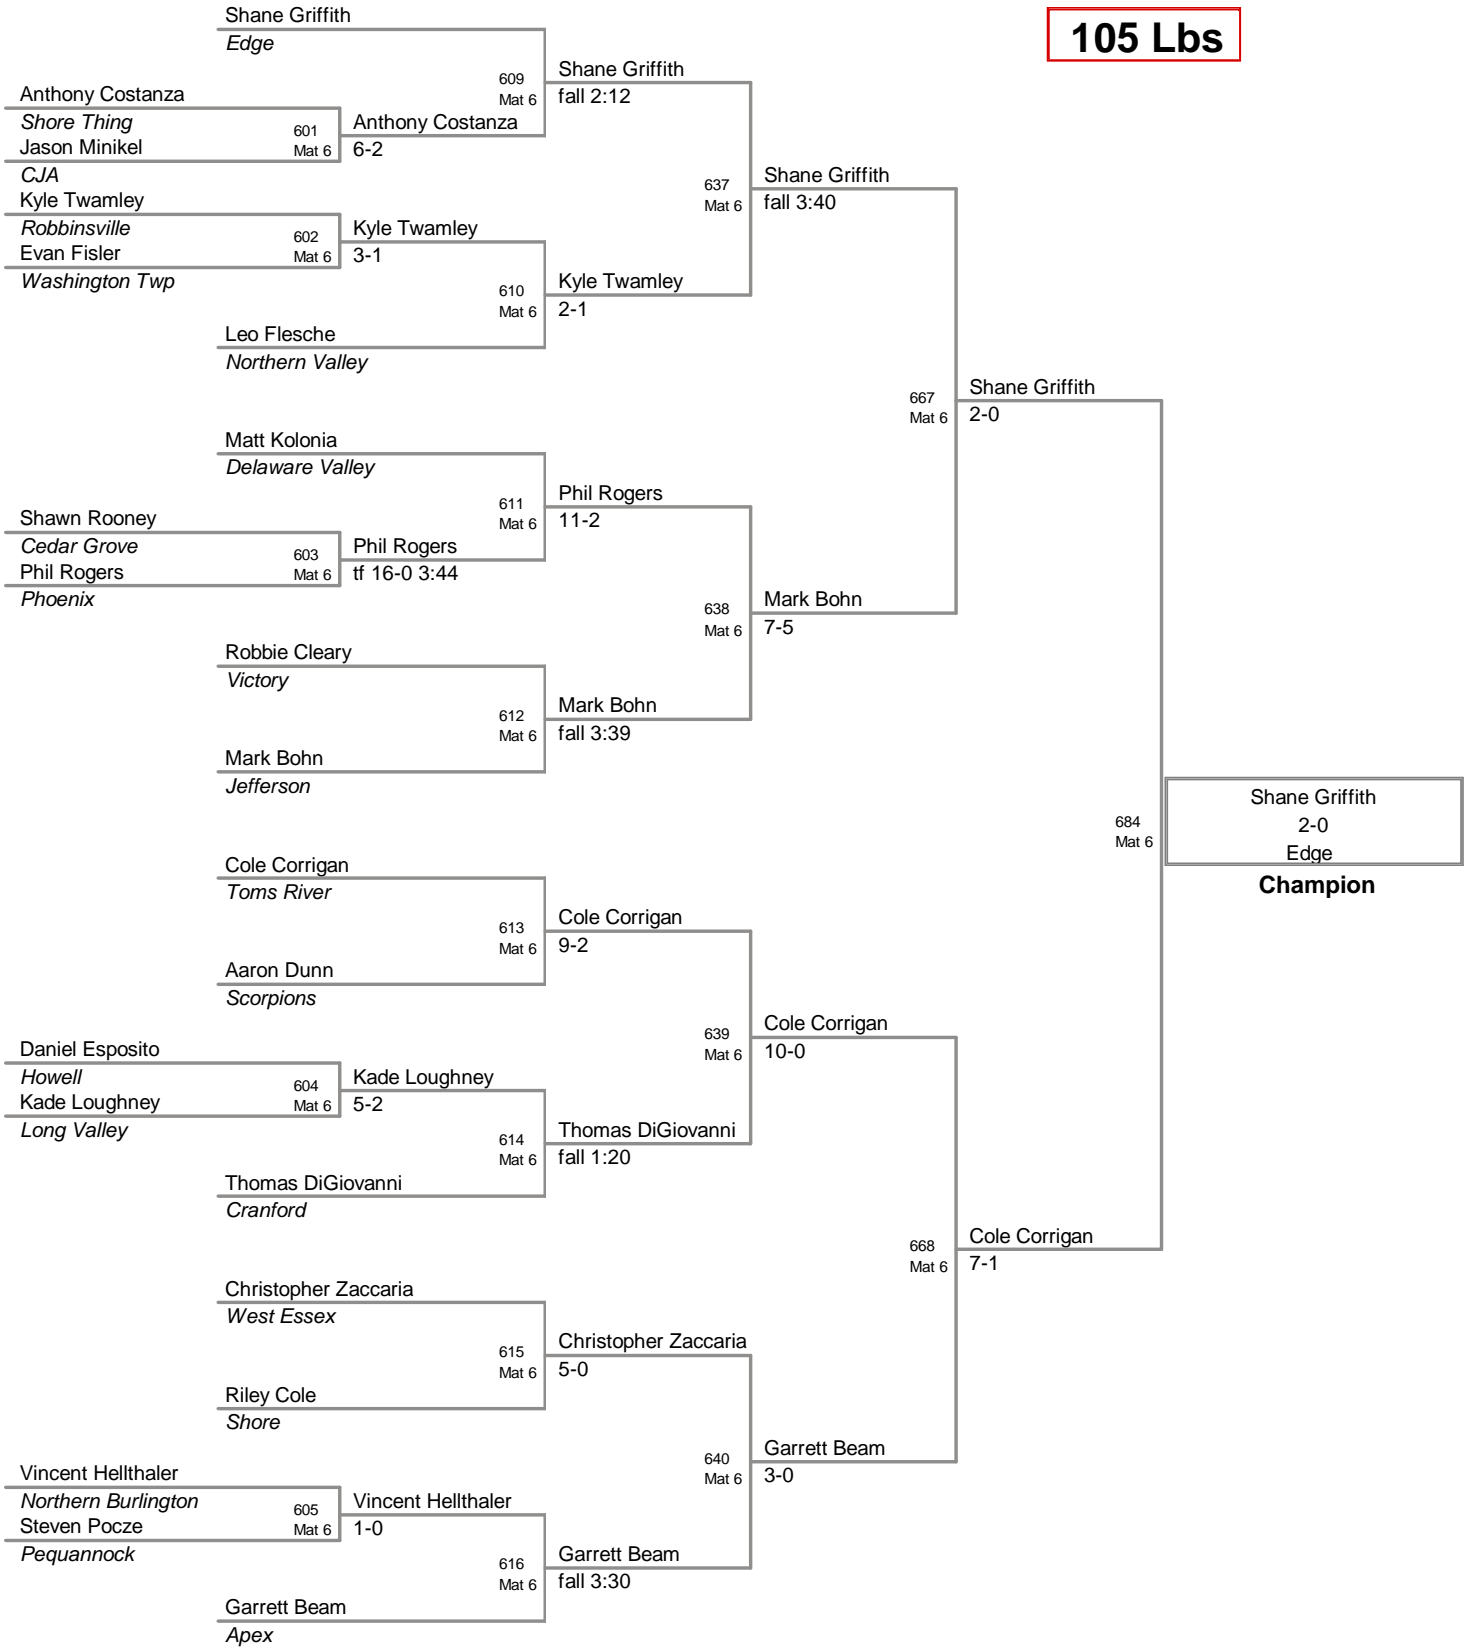 Shane Griffith
Edge
105 Lbs
609
Mat 6
Shane Griffith
fall 2:12
Anthony Costanza
Shore Thing
Jason Minikel
CJA
601
Mat 6
Anthony Costanza
6-2
637
Mat 6
Shane Griffith
fall 3:40
Kyle Twamley
Robbinsville
Evan Fisler
Washington Twp
602
Mat 6
Kyle Twamley
3-1
610
Mat 6
Kyle Twamley
2-1
Leo Flesche
Northern Valley
667
Mat 6
Shane Griffith
2-0
Matt Kolonia
Delaware Valley
611
Mat 6
Phil Rogers
11-2
Shawn Rooney
Cedar Grove
Phil Rogers
Phoenix
603
Mat 6
Phil Rogers
tf 16-0 3:44
638
Mat 6
Mark Bohn
7-5
Robbie Cleary
Victory
612
Mat 6
Mark Bohn
fall 3:39
Mark Bohn
Jefferson
684
Mat 6
Shane Griffith
2-0
Edge
Champion
Cole Corrigan
Toms River
613
Mat 6
Cole Corrigan
9-2
Aaron Dunn
Scorpions
639
Mat 6
Cole Corrigan
10-0
Daniel Esposito
Howell
Kade Loughney
Long Valley
604
Mat 6
Kade Loughney
5-2
614
Mat 6
Thomas DiGiovanni
fall 1:20
Thomas DiGiovanni
Cranford
668
Mat 6
Cole Corrigan
7-1
Christopher Zaccaria
West Essex
615
Mat 6
Christopher Zaccaria
5-0
Riley Cole
Shore
640
Mat 6
Garrett Beam
3-0
Vincent Hellthaler
Northern Burlington
Steven Pocze
Pequannock
605
Mat 6
Vincent Hellthaler
1-0
616
Mat 6
Garrett Beam
fall 3:30
Garrett Beam
Apex